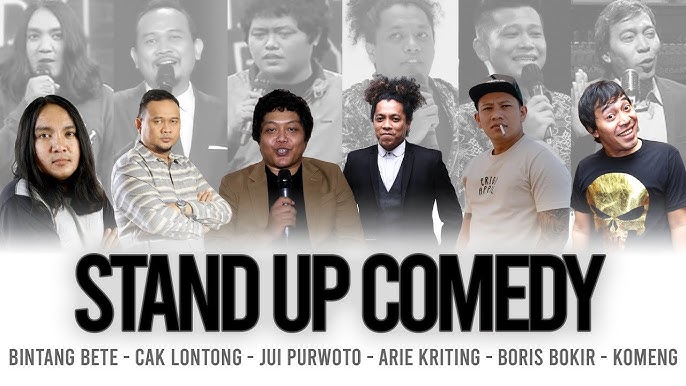 STAND UP COMEDY
BINTANG BETE - CAK LONTONG - JUI PURWOTO - ARIE KRITING - BORIS BOKIR - KOMENG